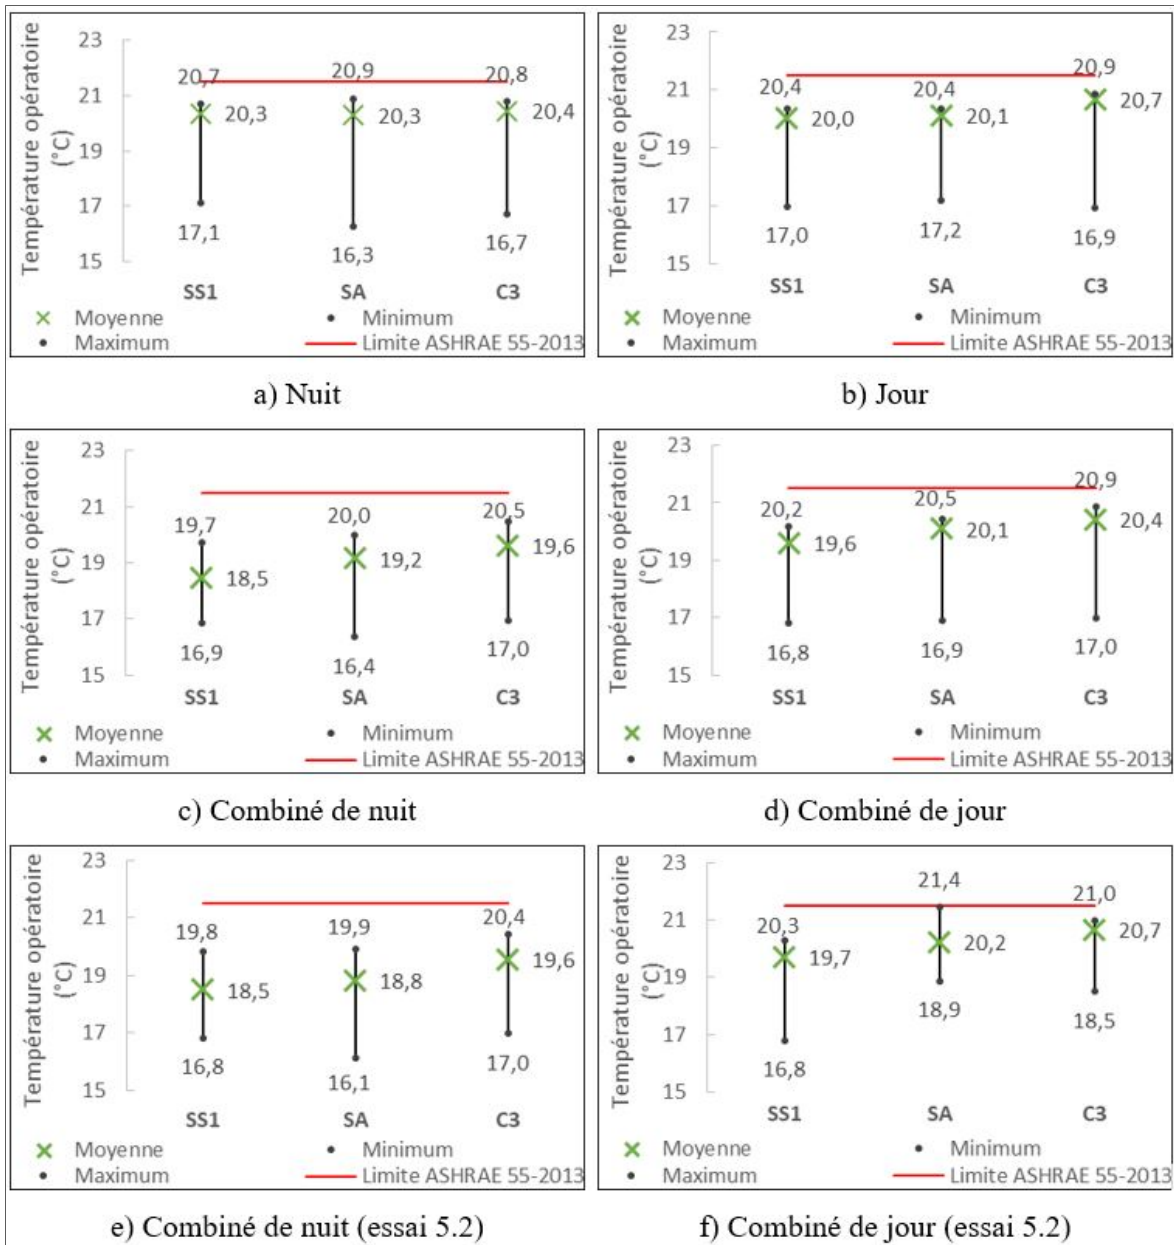 Température opératoire
(°C)
23
21
19
17
15
20,7
20,9
20,8
20,3
20,3
20,4
17,1
16,3
16,7
SS1
SA
C3
Moyenne
Minimum
Maximum
Limite ASHRAE 55-2013
a) Nuit
Température opératoire
(°C)
23
21
19
17
15
20,4
20,4
20,9
20,0
20,1
20,7
17,0
17,2
16,9
SS1
SA
C3
Moyenne
Minimum
Maximum
Limite ASHRAE 55-2013
b) Jour
Température opératoire
(°C)
23
21
19
17
15
19,7
20,0
20,5
18,5
19,2
19,6
16,9
16,4
17,0
SS1
SA
C3
Moyenne
Minimum
Maximum
Limite ASHRAE 55-2013
c) Combiné de nuit
Température opératoire
(°C)
23
21
19
17
15
20,2
20,5
20,9
19,6
20,1
20,4
16,8
16,9
17,0
SS1
SA
C3
Moyenne
Minimum
Maximum
Limite ASHRAE 55-2013
d) Combiné de jour
Température opératoire
(°C)
23
21
19
17
15
19,8
19,9
20,4
18,5
18,8
19,6
16,8
16,1
17,0
SS1
SA
C3
Moyenne
Minimum
Maximum
Limite ASHRAE 55-2013
e) Combiné de nuit (essai 5.2)
Température opératoire
(°C)
23
21
19
17
15
20,3
21,4
21,0
19,7
20,2
20,7
16,8
18,9
18,5
SS1
SA
C3
Moyenne
Minimum
Maximum
Limite ASHRAE 55-2013
f) Combiné de jour (essai 5.2)